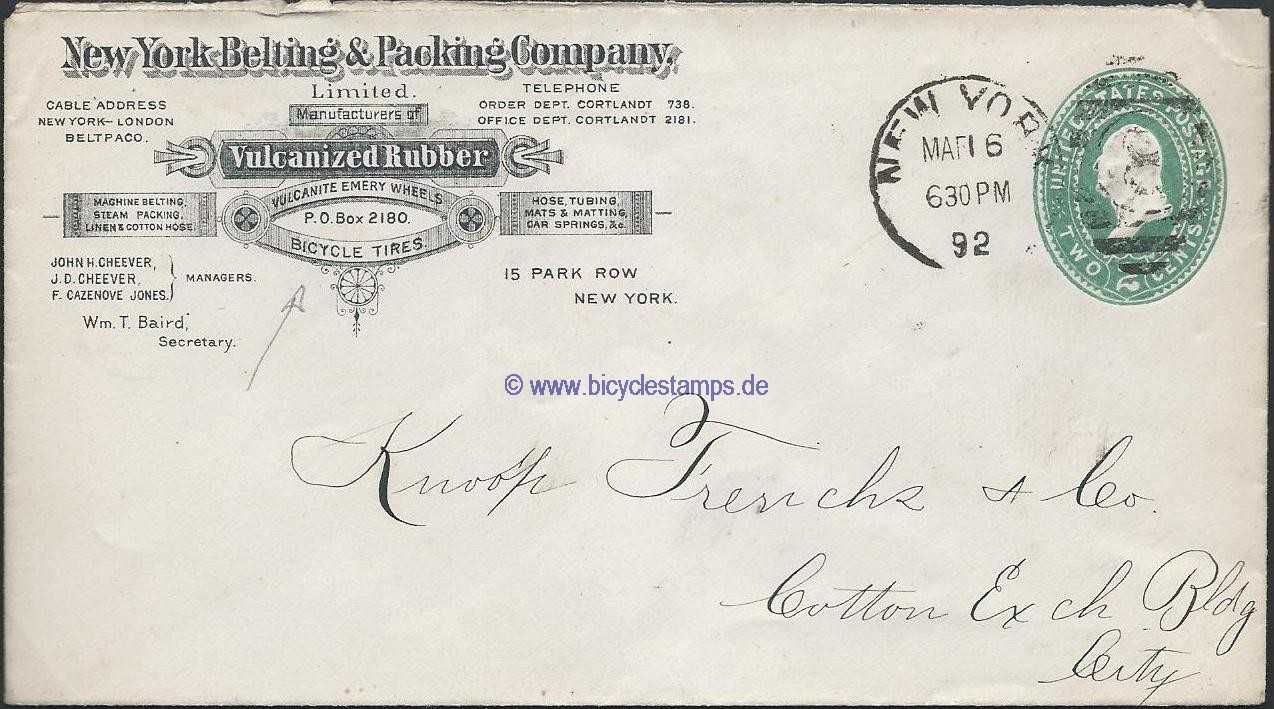 New York Belting & Packing Company,
Limited.
CABLE ADDRESS
NEW YORK–LONDON
BELTPACO.
TELEPHONE
ORDER DEPT. CORTLANDT 738.
OFFICE DEPT. CORTLANDT 2181.
Manufacturers of
Vulcanized Rubber
VULCANITE EMERY WHEELS
P.O. Box 2180.
BICYCLE TIRES.
MACHINE BELTING,
STEAM PACKING,
LINEN & COTTON HOSE.
HOSE, TUBING,
MATS & MATTING,
CAR SPRINGS, &c.
JOHN H. CHEEVER,
J. D. CHEEVER,
F. CAZENOVE JONES.
MANAGERS.
Wm. T. Baird,
Secretary.
15 PARK ROW
NEW YORK.
NEW YOR
MAR 16
630 PM
92
UNITED STATES POSTAGE
TWO 2 CENTS
© www.bicyclestamps.de
Knoop Frerichs & Co.
Cotton Exch Bldg
City